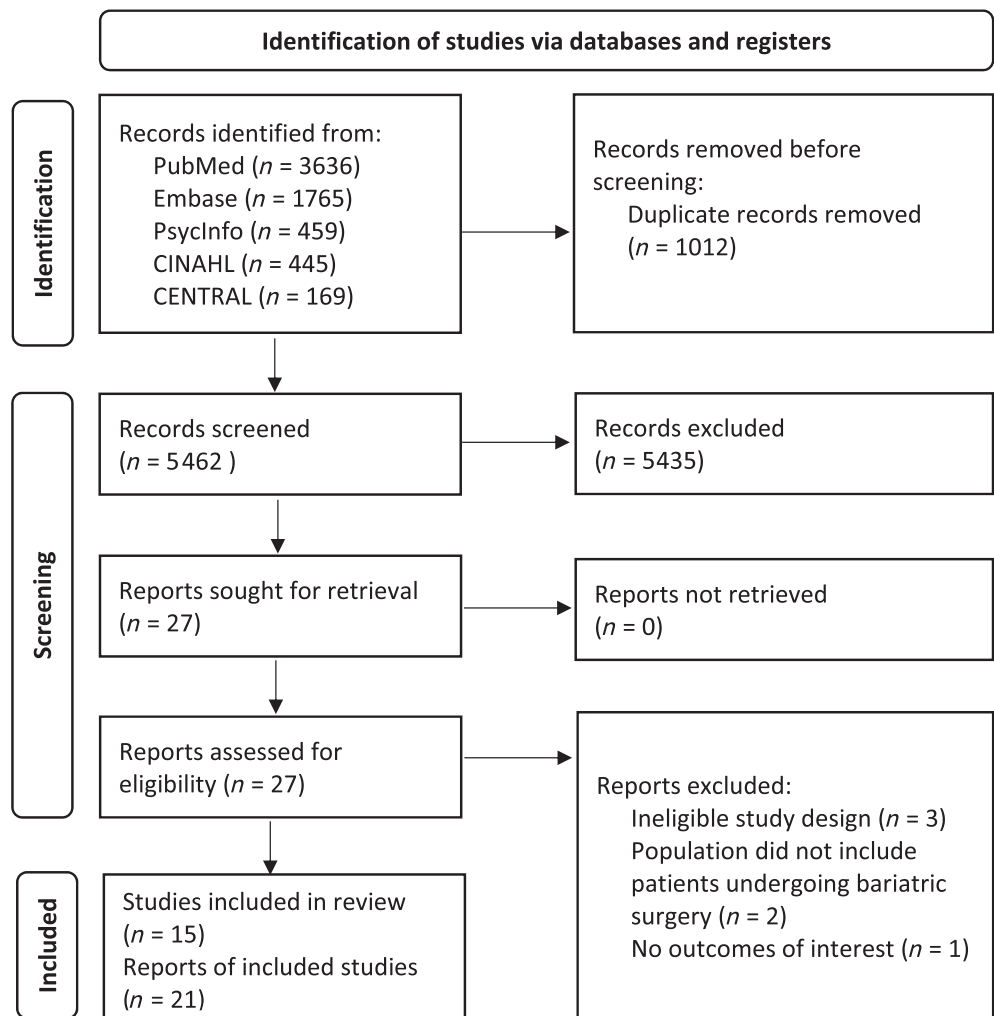 Identification of studies via databases and registers
Identification
Records identified from:
PubMed (n = 3636)
Embase (n = 1765)
PsycInfo (n = 459)
CINAHL (n = 445)
CENTRAL (n = 169)
Records removed before
screening:
Duplicate records removed
(n = 1012)
Screening
Records screened
(n = 5462 )
Records excluded
(n = 5435)
Reports sought for retrieval
(n = 27)
Reports not retrieved
(n = 0)
Reports assessed for
eligibility (n = 27)
Reports excluded:
Ineligible study design (n = 3)
Population did not include
patients undergoing bariatric
surgery (n = 2)
No outcomes of interest (n = 1)
Included
Studies included in review
(n = 15)
Reports of included studies
(n = 21)